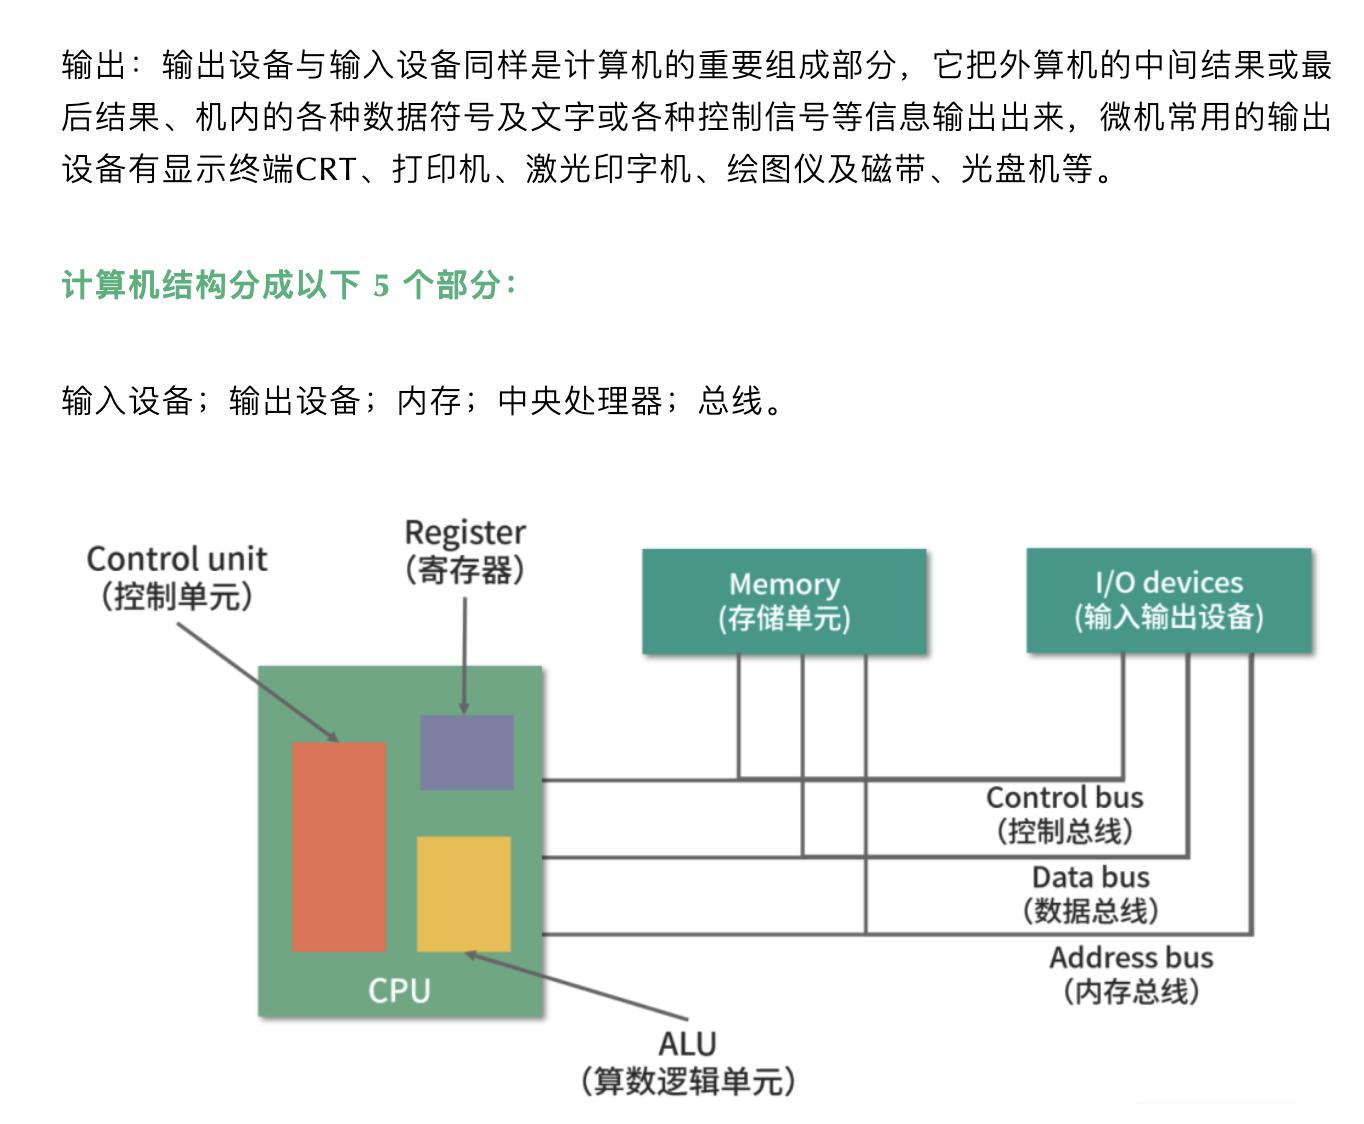 输出：输出设备与输入设备同样是计算机的重要组成部分，它把外算机的中间结果或最
后结果、机内的各种数据符号及文字或各种控制信号等信息输出出来，微机常用的输出
设备有显示终端CRT、打印机、激光印字机、绘图仪及磁带、光盘机等。
计算机结构分成以下 5 个部分：
输入设备；输出设备；内存；中央处理器；总线。
Control unit
（控制单元）
Register
（寄存器）
Memory
(存储单元)
I/O devices
(输入输出设备)
Control bus
（控制总线）
Data bus
（数据总线）
Address bus
（内存总线）
CPU
ALU
（算数逻辑单元）